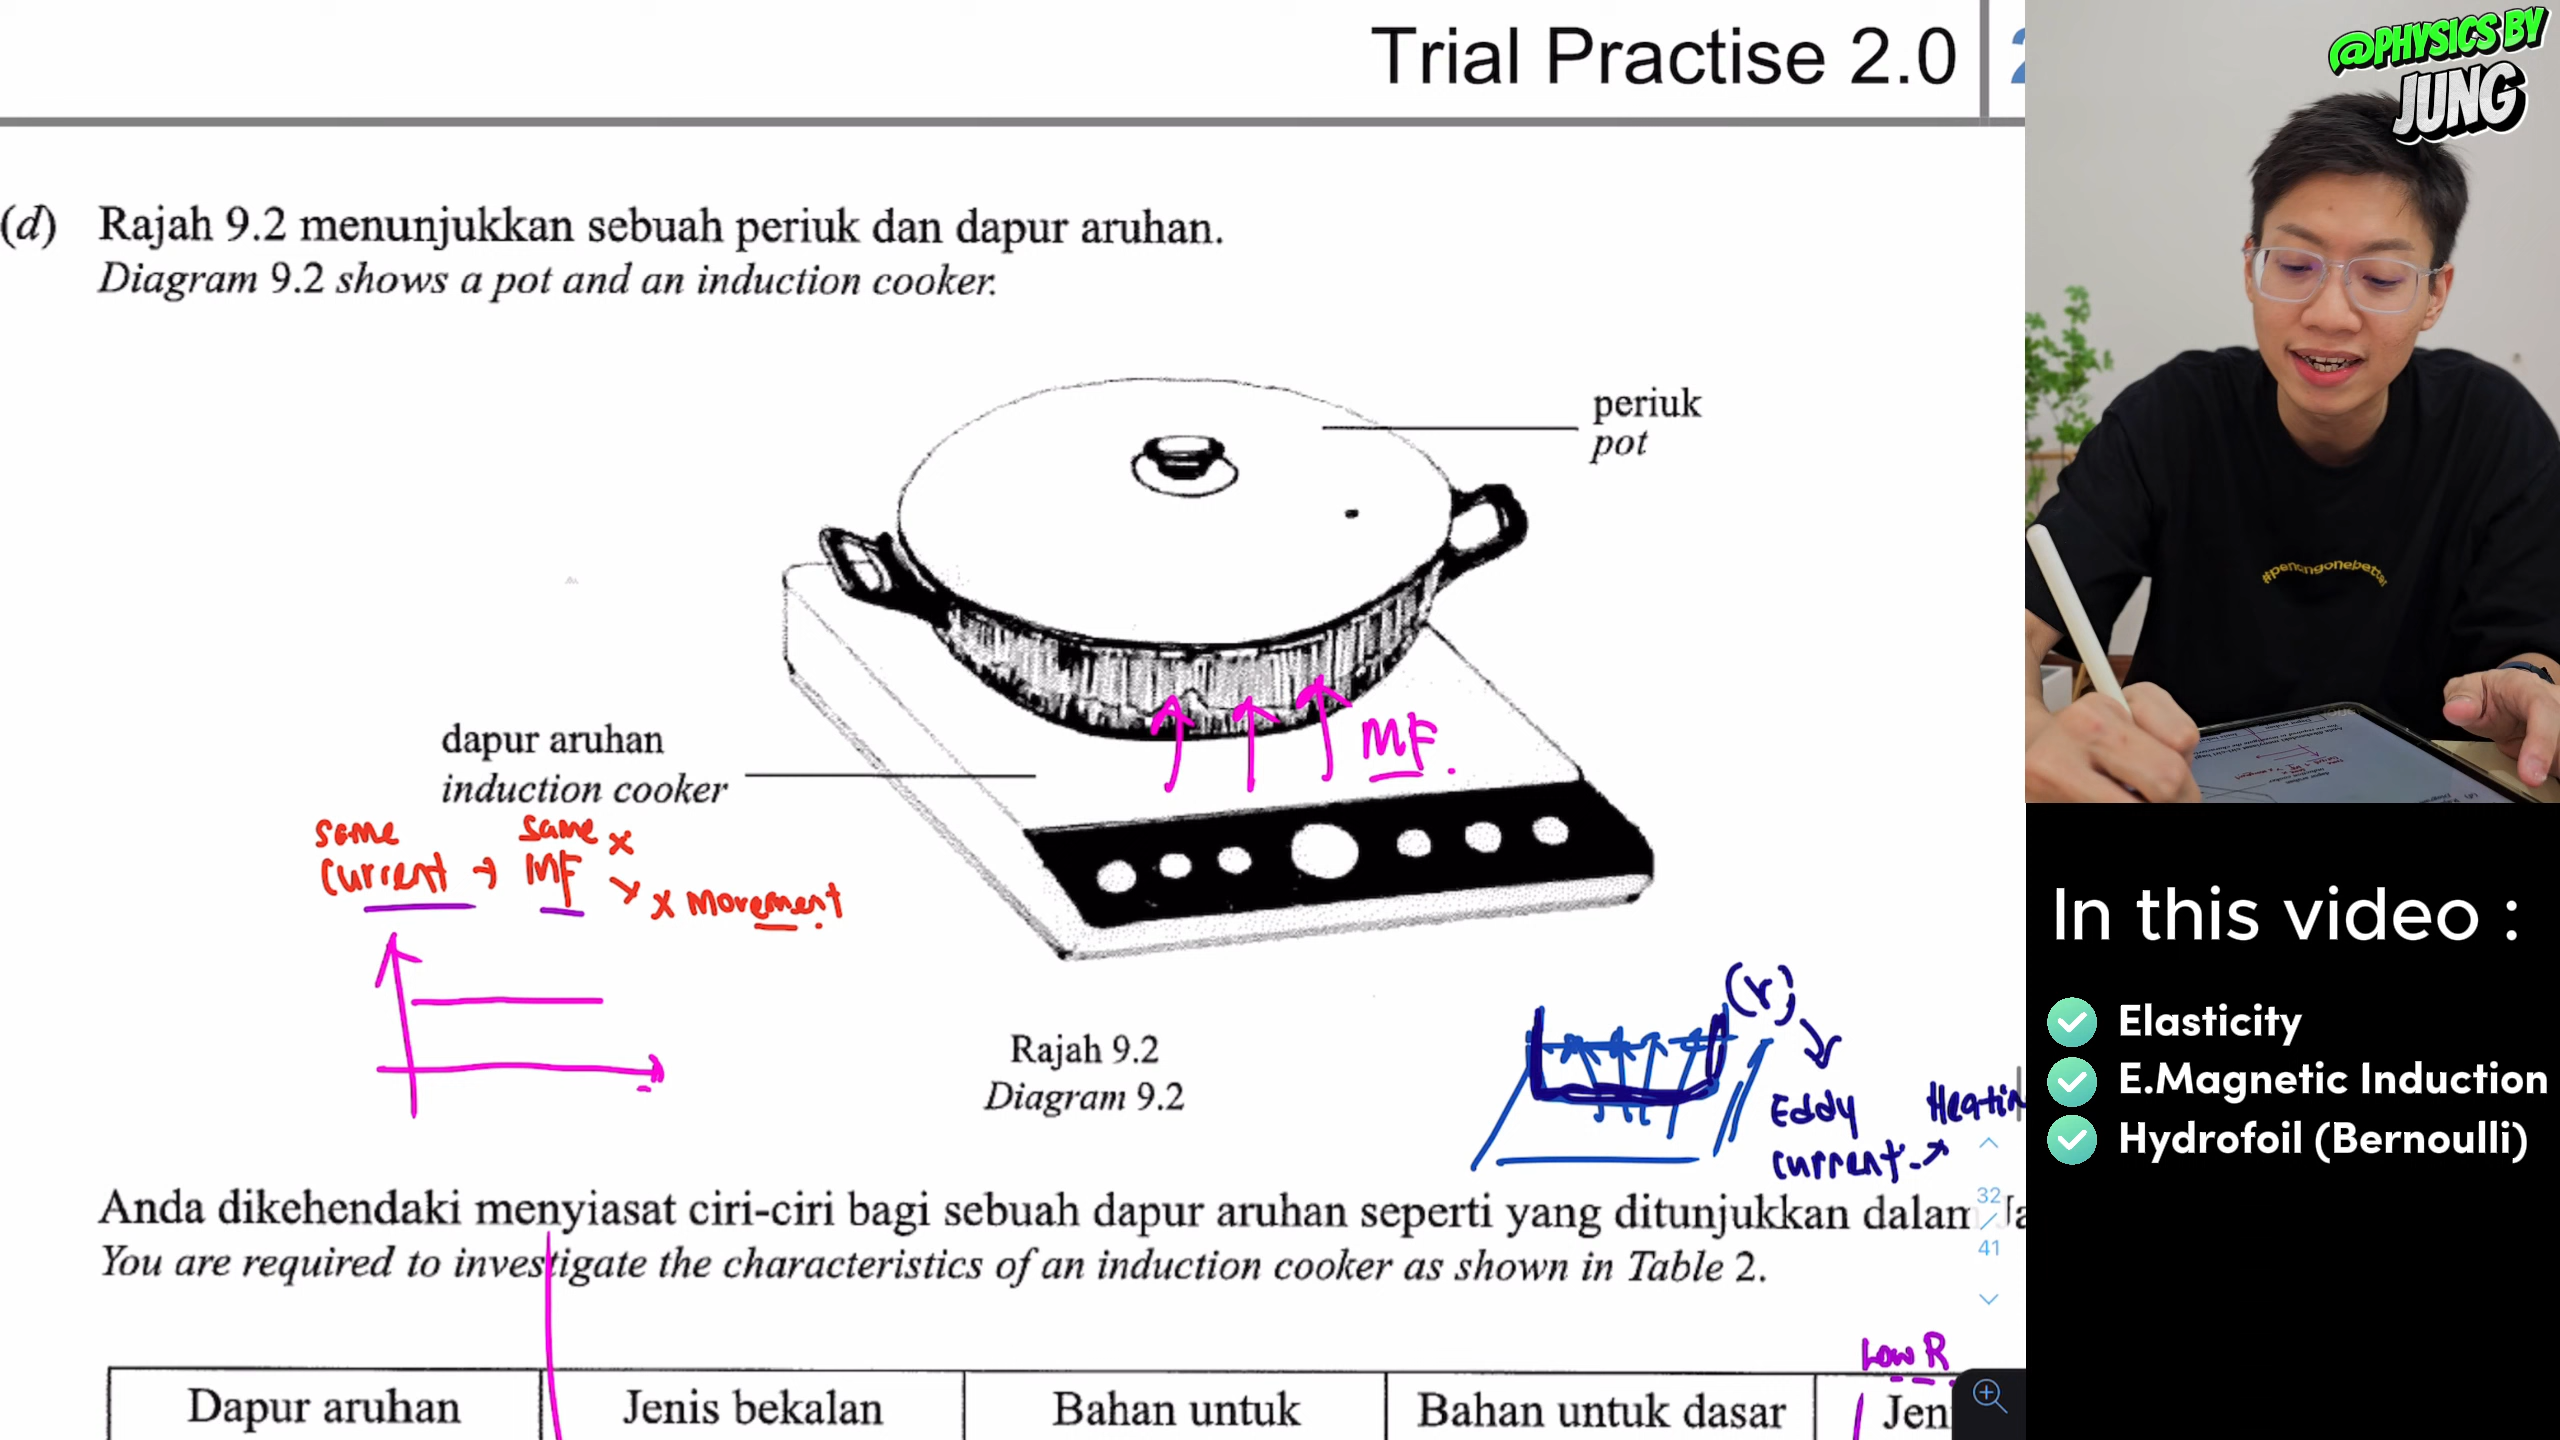 Trial Practise 2.0
@PHYSICS BY
JUNG
(d) Rajah 9.2 menunjukkan sebuah periuk dan dapur aruhan.
Diagram 9.2 shows a pot and an induction cooker.
periuk
pot
#penangonebetter
MF.
dapur aruhan
induction cooker
same same x
current → MF
x movement
In this video :
Elasticity
E.Magnetic Induction
Hydrofoil (Bernoulli)
Rajah 9.2
Diagram 9.2
Eddy
current. →
Anda dikehendaki menyiasat ciri-ciri bagi sebuah dapur aruhan seperti yang ditunjukkan dalam Ja
You are required to investigate the characteristics of an induction cooker as shown in Table 2.
32
41
Low R
Dapur aruhan
Jenis bekalan
Bahan untuk
Bahan untuk dasar
Jen